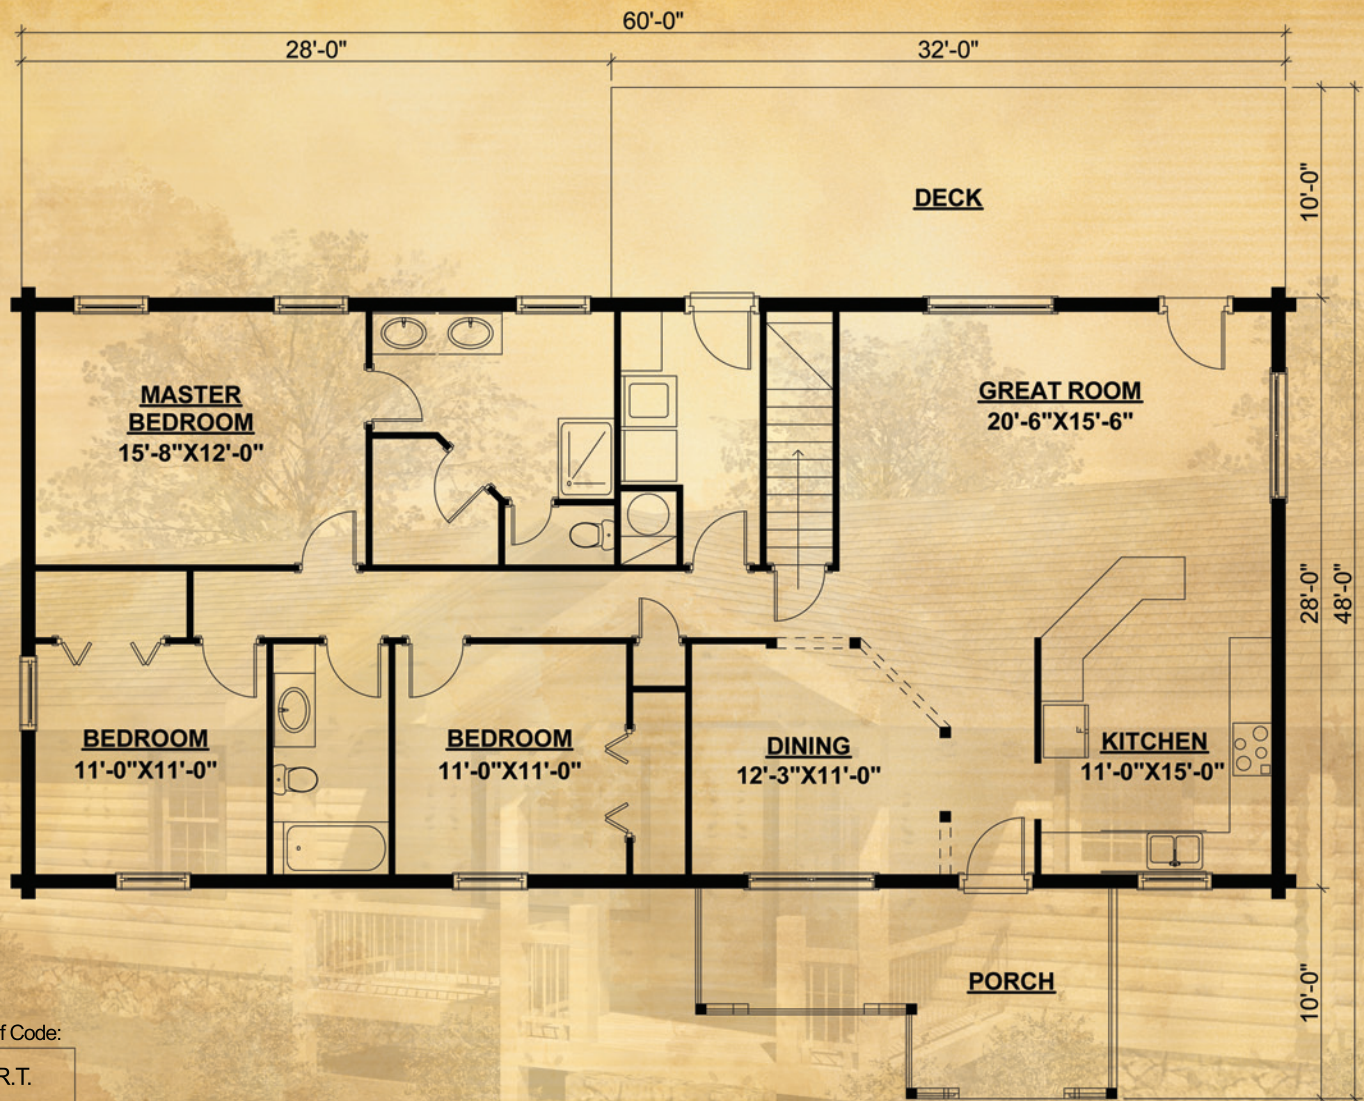 60'-0"
28'-0"
32'-0"
DECK
10'-0"
MASTER
BEDROOM
15'-8"X12'-0"
GREAT ROOM
20'-6"X15'-6"
28'-0"
48'-0"
BEDROOM
11'-0"X11'-0"
BEDROOM
11'-0"X11'-0"
DINING
12'-3"X11'-0"
KITCHEN
11'-0"X15'-0"
PORCH
10'-0"
f Code:
R.T.